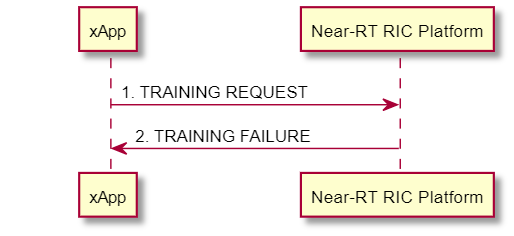 xApp Near-RT RIC Platform
1. TRAINING REQUEST
2. TRAINING FAILURE
xApp Near-RT RIC Platform